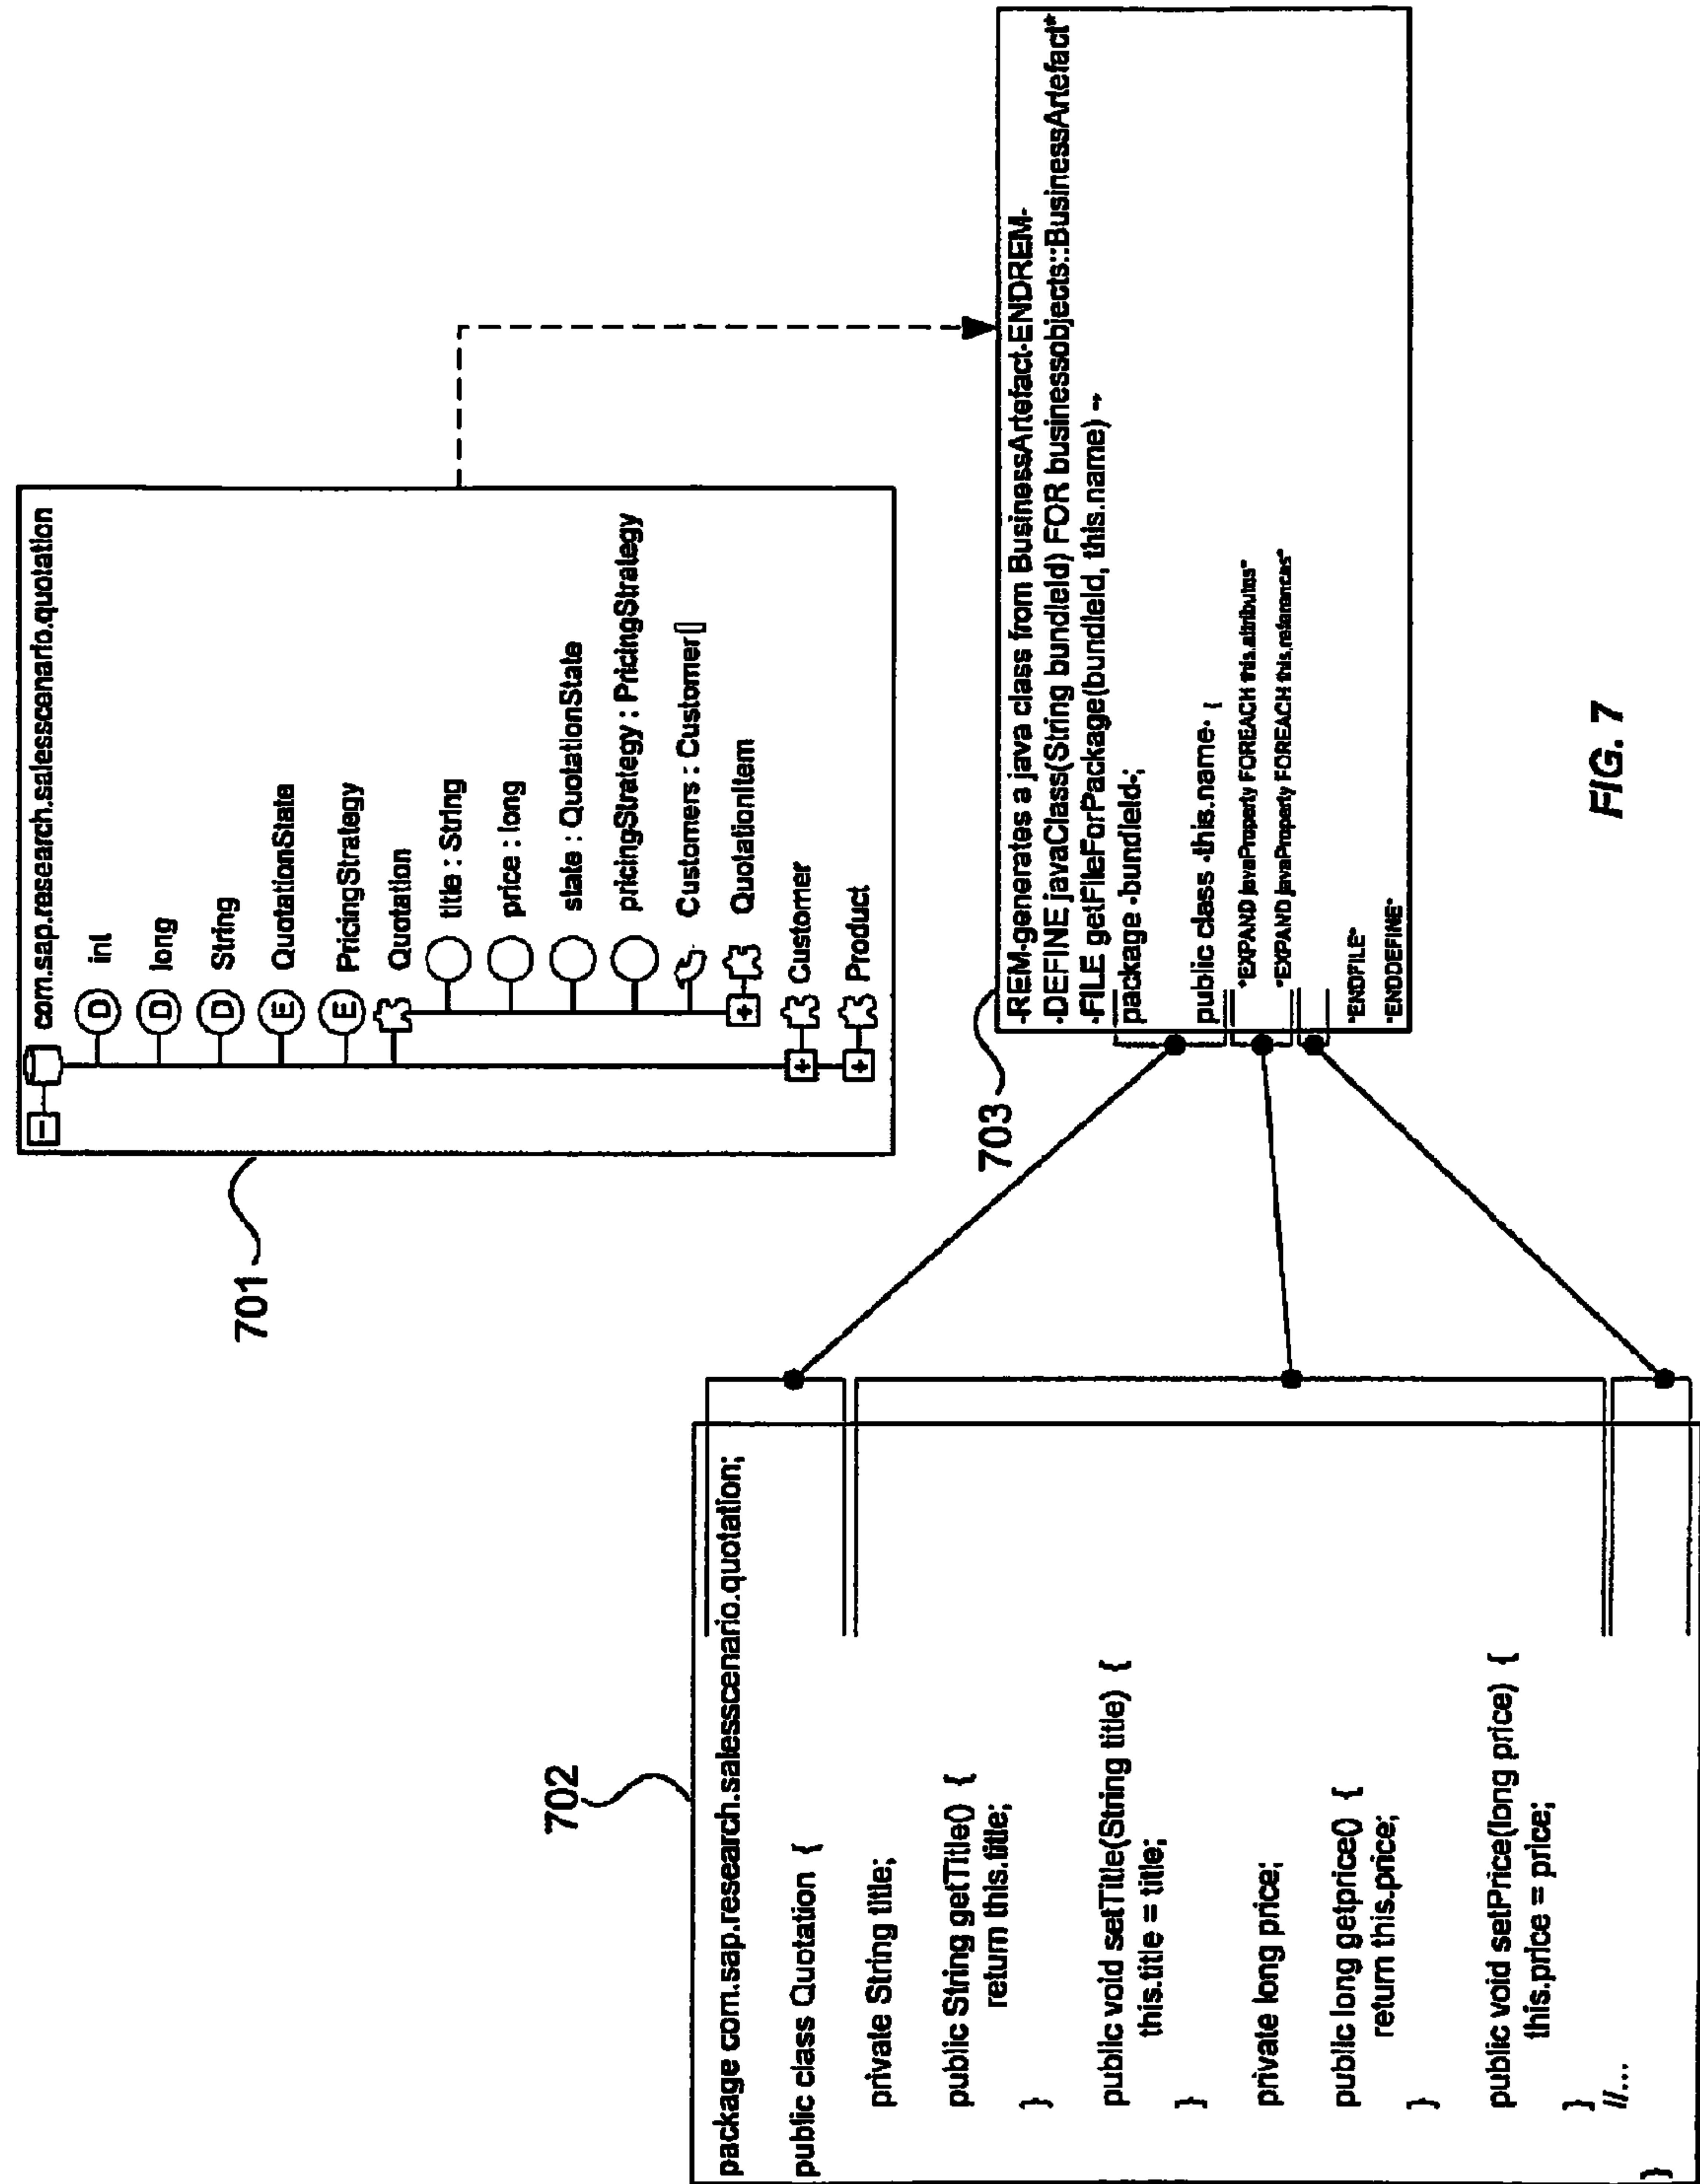 701
com.sap.research.salesscenario.quotation
D int
D long
D String
E QuotationState
E PricingStrategy
Quotation
title : String
price : long
state : QuotationState
pricingStrategy : PricingStrategy
Customers : Customer[]
+ QuotationItem
+ Customer
+ Product
702
package com.sap.research.salesscenario.quotation;
public class Quotation {
private String title;
public String getTitle() {
return this.title;
}
public void setTitle(String title) {
this.title = title;
}
private long price;
public long getprice() {
return this.price;
}
public void setPrice(long price) {
this.price = price;
}
//...
}
703
-REM-generates a java class from BusinessArtefact-ENDREM-
-DEFINE javaClass(String bundleId) FOR businessobjects::BusinessArtefact"
-FILE getFileForPackage(bundleId, this.name) --
package -bundleId-;
public class -this.name- {
"EXPAND javaProperty FOREACH this.attributes"
"EXPAND javaProperty FOREACH this.references"
"ENDFILE"
"ENDDEFINE"
FIG. 7